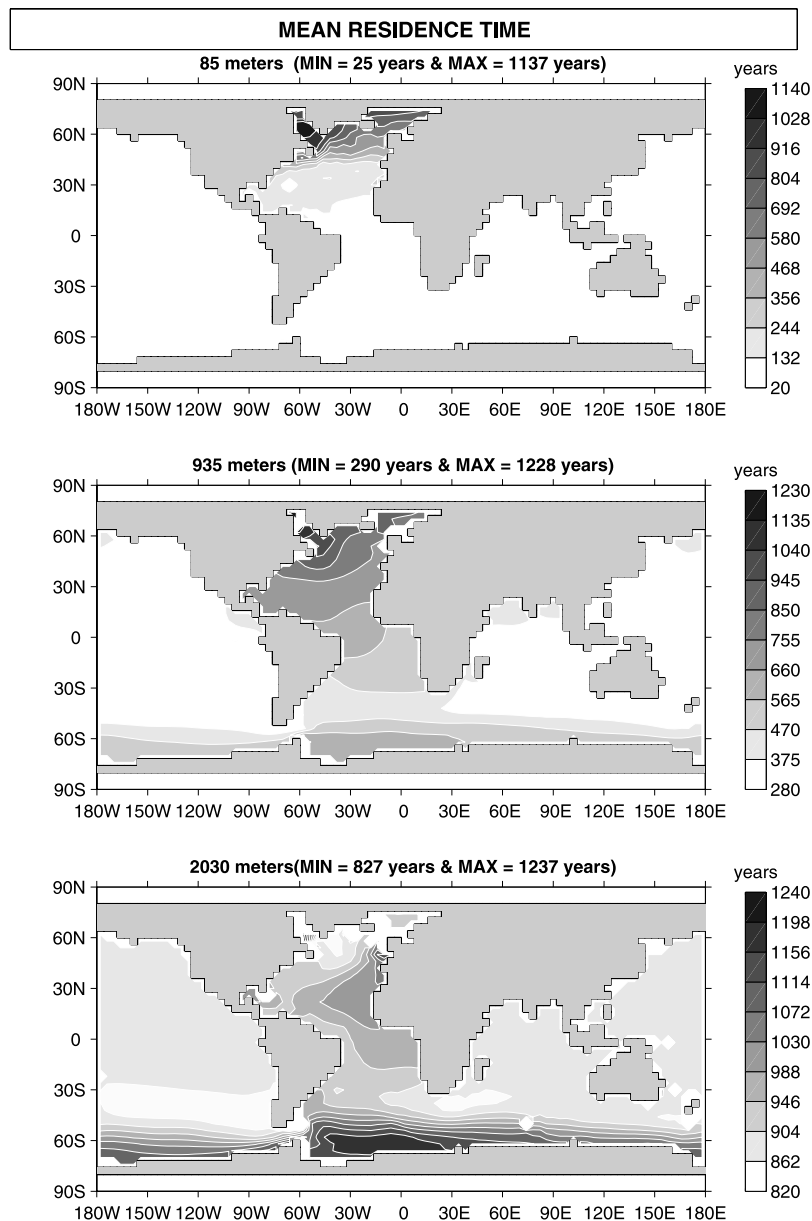 MEAN RESIDENCE TIME
85 meters (MIN = 25 years & MAX = 1137 years)
years
90N
60N
30N
0
30S
60S
90S
180W 150W 120W 90W 60W 30W 0 30E 60E 90E 120E 150E 180E
1140
1028
916
804
692
580
468
356
244
132
20
935 meters (MIN = 290 years & MAX = 1228 years)
years
90N
60N
30N
0
30S
60S
90S
180W 150W 120W 90W 60W 30W 0 30E 60E 90E 120E 150E 180E
1230
1135
1040
945
850
755
660
565
470
375
280
2030 meters(MIN = 827 years & MAX = 1237 years)
years
90N
60N
30N
0
30S
60S
90S
180W 150W 120W 90W 60W 30W 0 30E 60E 90E 120E 150E 180E
1240
1198
1156
1114
1072
1030
988
946
904
862
820